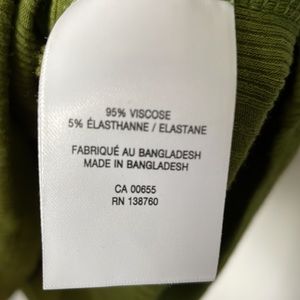 95% VISCOSE
5% ÉLASTHANNE / ELASTANE
FABRIQUÉ AU BANGLADESH
MADE IN BANGLADESH
CA 00655
RN 138760